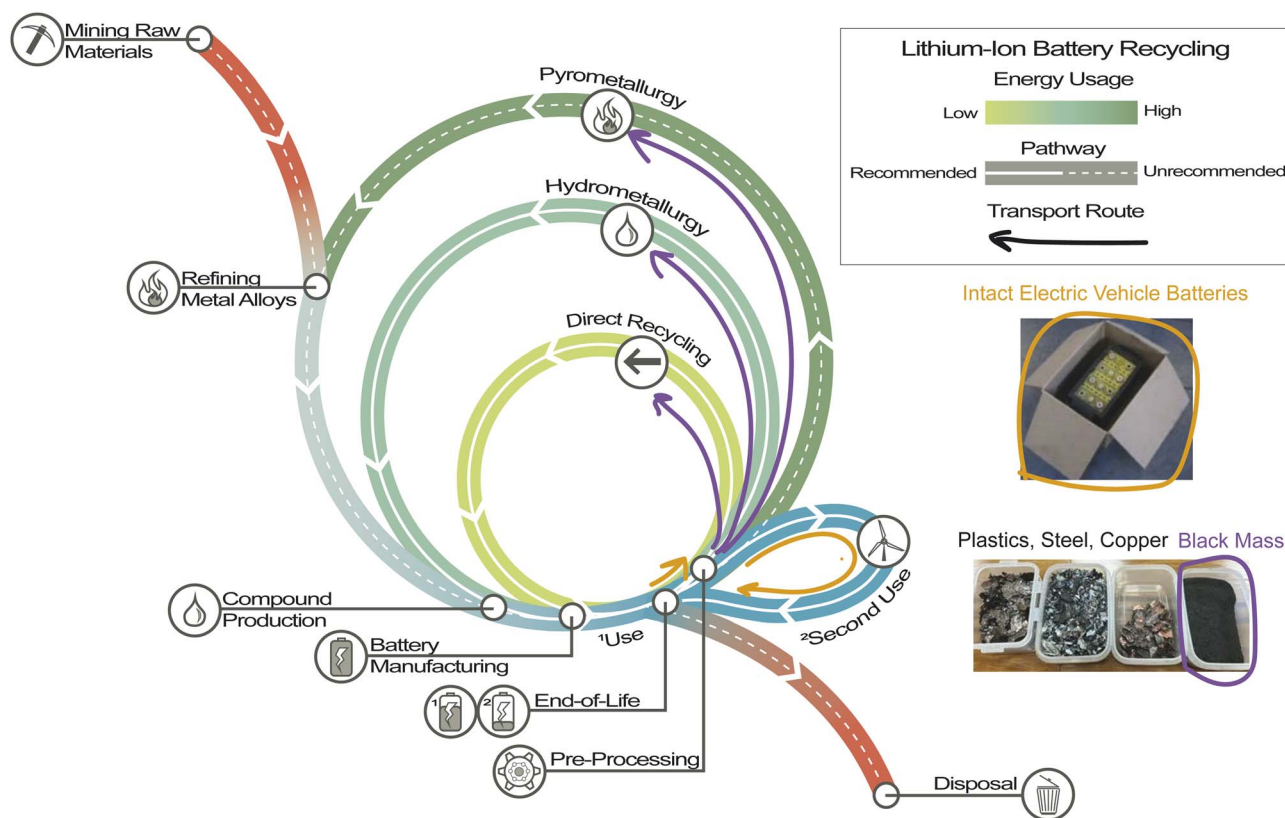 Mining Raw
Materials
Pyrometallurgy
Hydrometallurgy
Direct Recycling
Refining
Metal Alloys
Compound
Production
Battery
Manufacturing
1 2
End-of-Life
Pre-Processing
¹Use
²Second Use
Disposal
Lithium-Ion Battery Recycling
Energy Usage
Low High
Pathway
Recommended Unrecommended
Transport Route
Intact Electric Vehicle Batteries
Plastics, Steel, Copper Black Mass